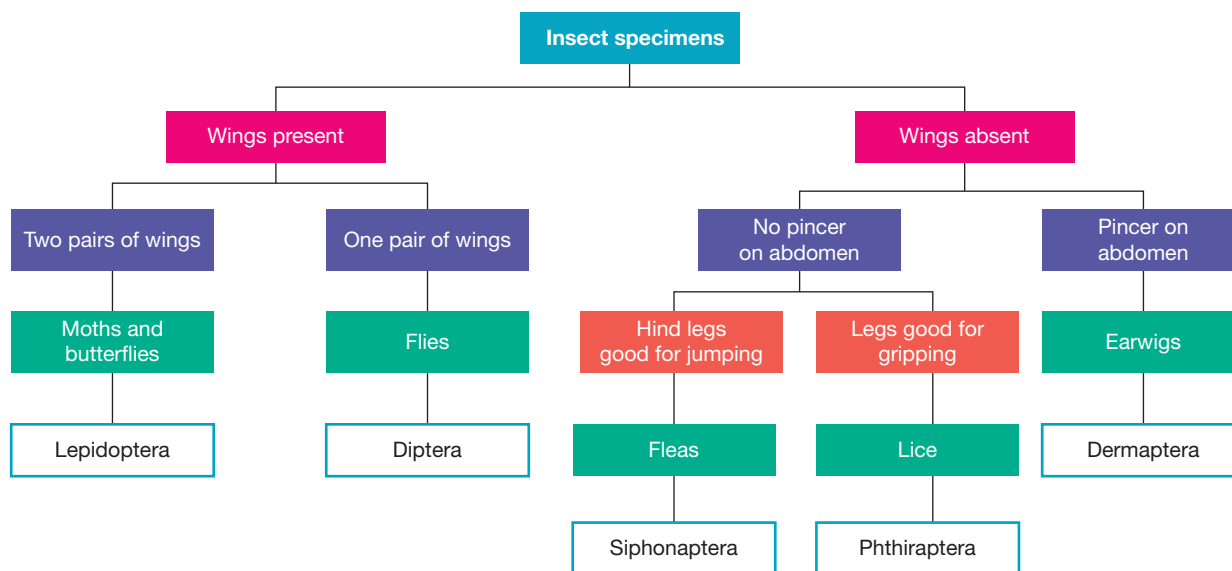 Insect specimens
Wings present
Wings absent
Two pairs of wings
One pair of wings
No pincer
on abdomen
Pincer on
abdomen
Moths and
butterflies
Flies
Hind legs
good for jumping
Legs good for
gripping
Earwigs
Lepidoptera
Diptera
Fleas
Lice
Dermaptera
Siphonaptera
Phthiraptera